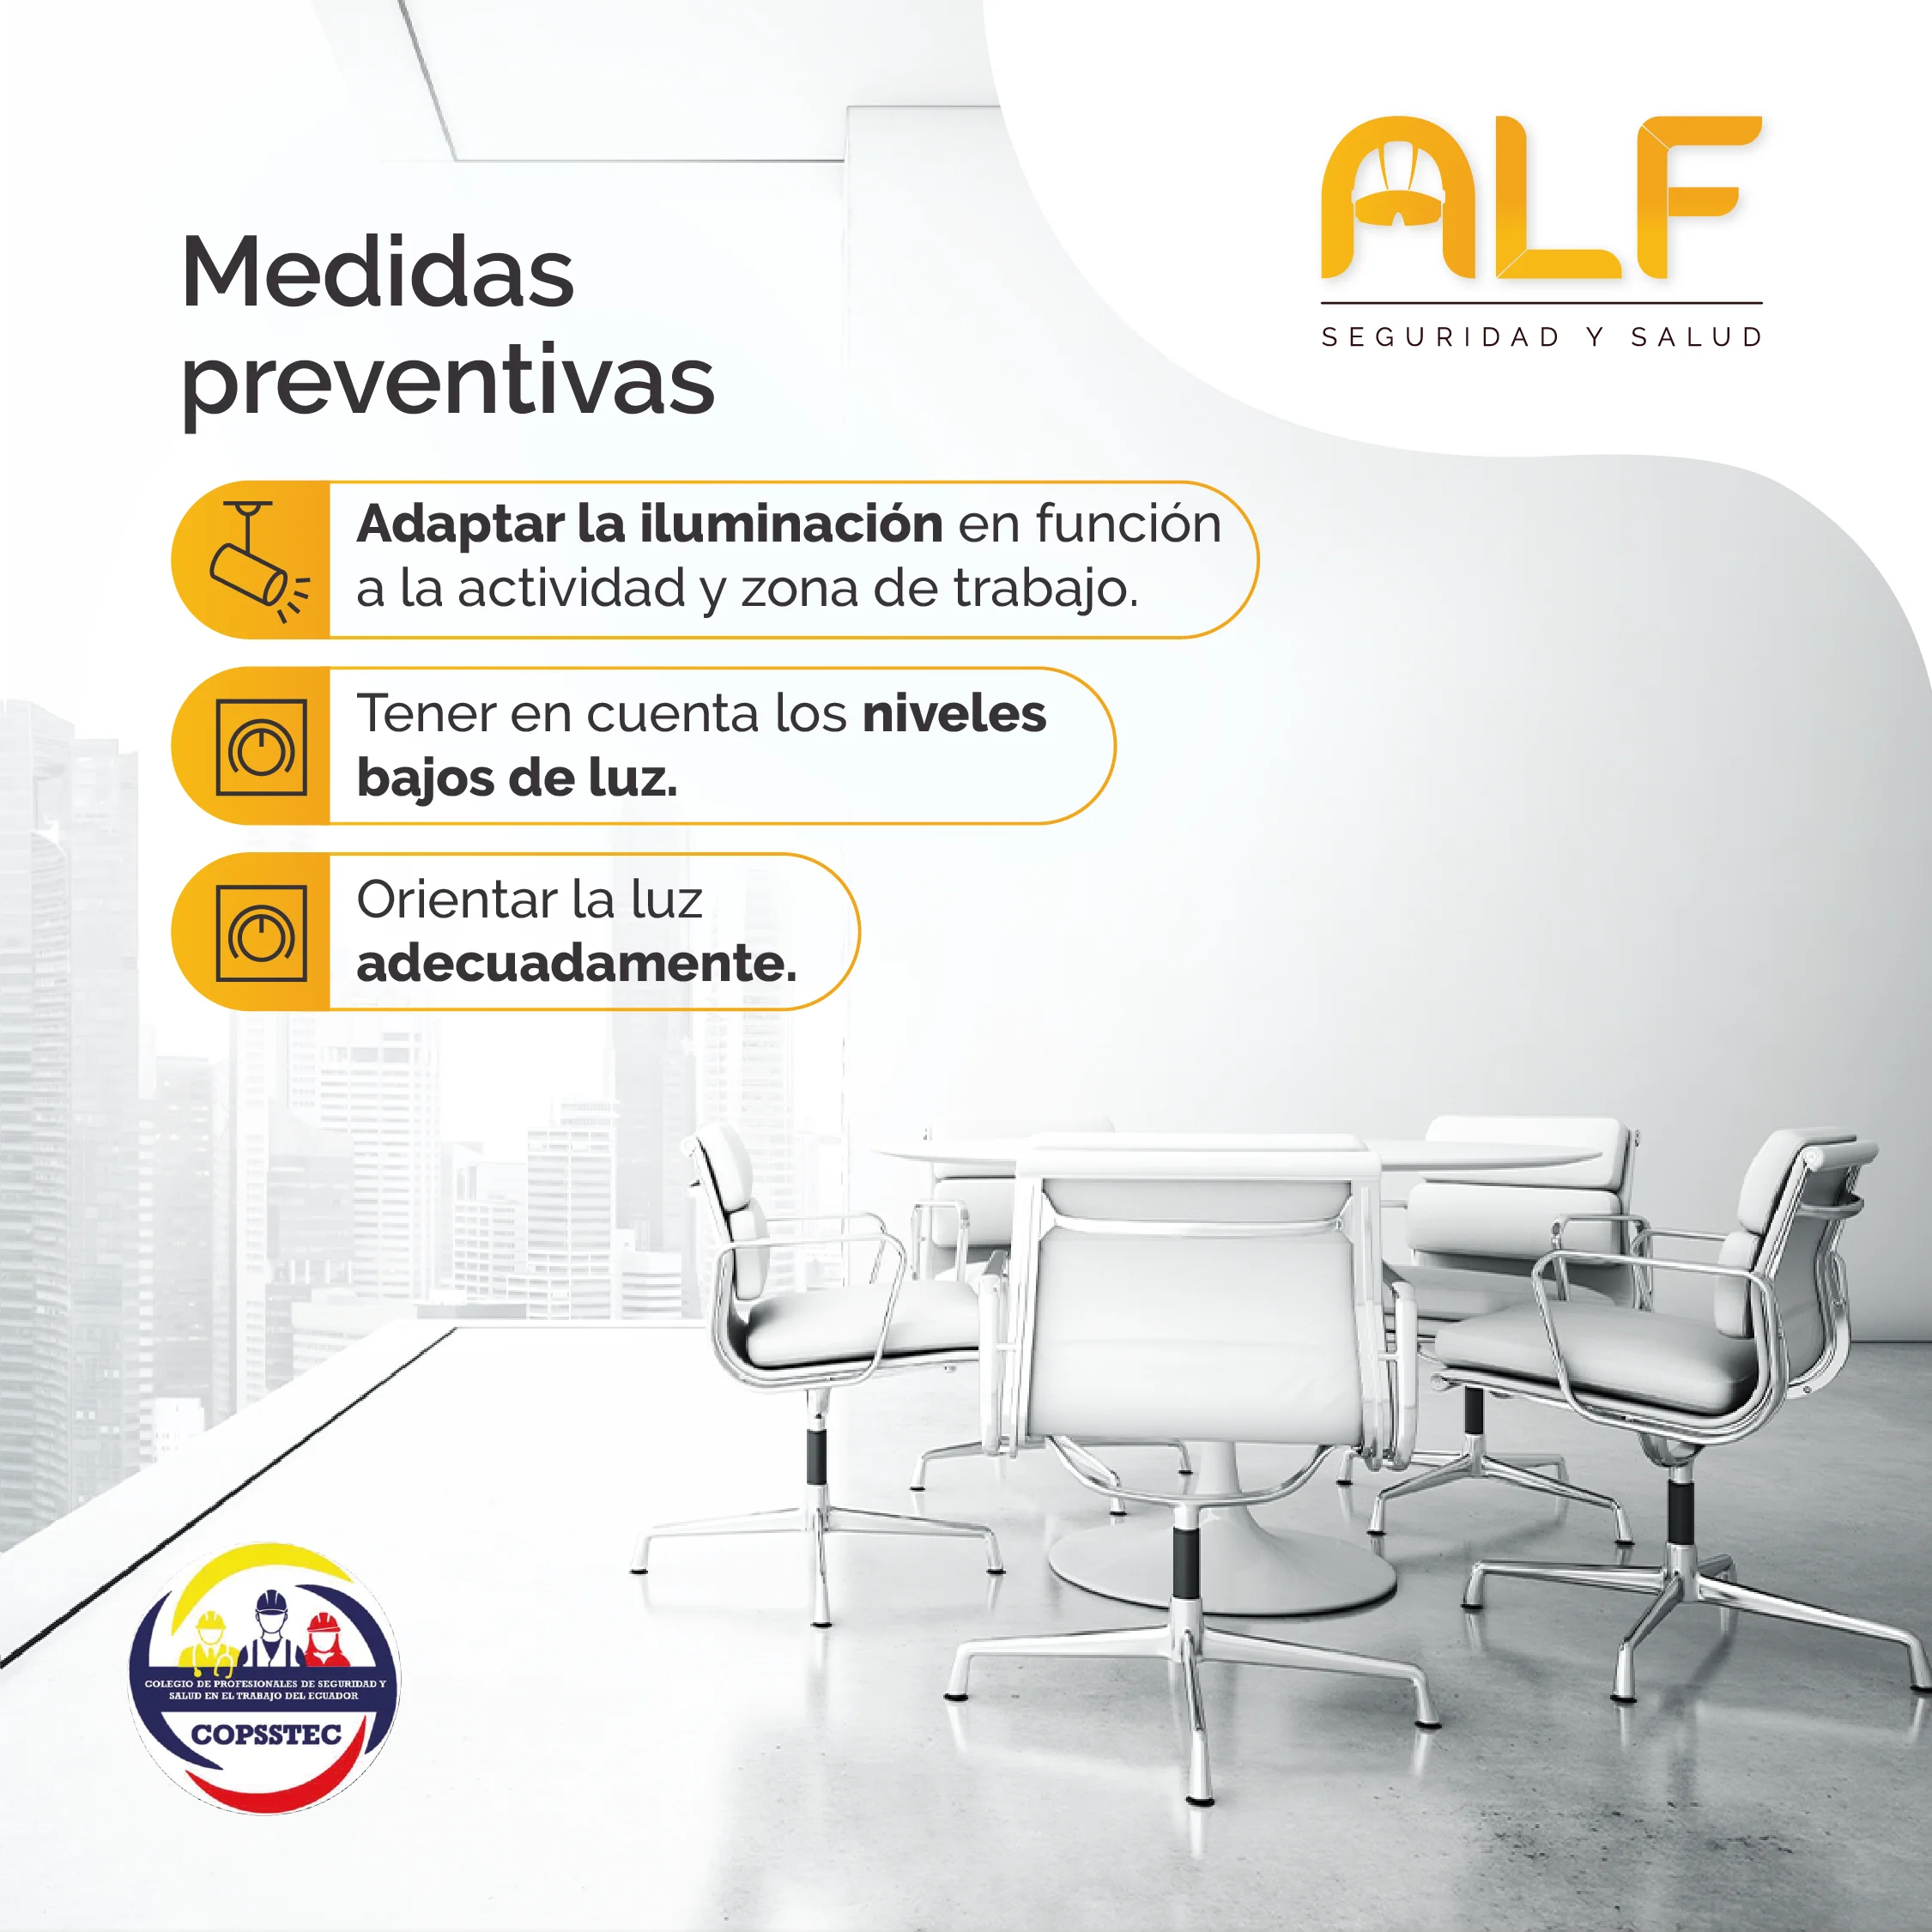 ALF
SEGURIDAD Y SALUD
Medidas
preventivas
Adaptar la iluminación en función
a la actividad y zona de trabajo.
Tener en cuenta los niveles
bajos de luz.
Orientar la luz
adecuadamente.
COLEGIO DE PROFESIONALES DE SEGURIDAD Y
SALUD EN EL TRABAJO DEL ECUADOR
COPSSTEC